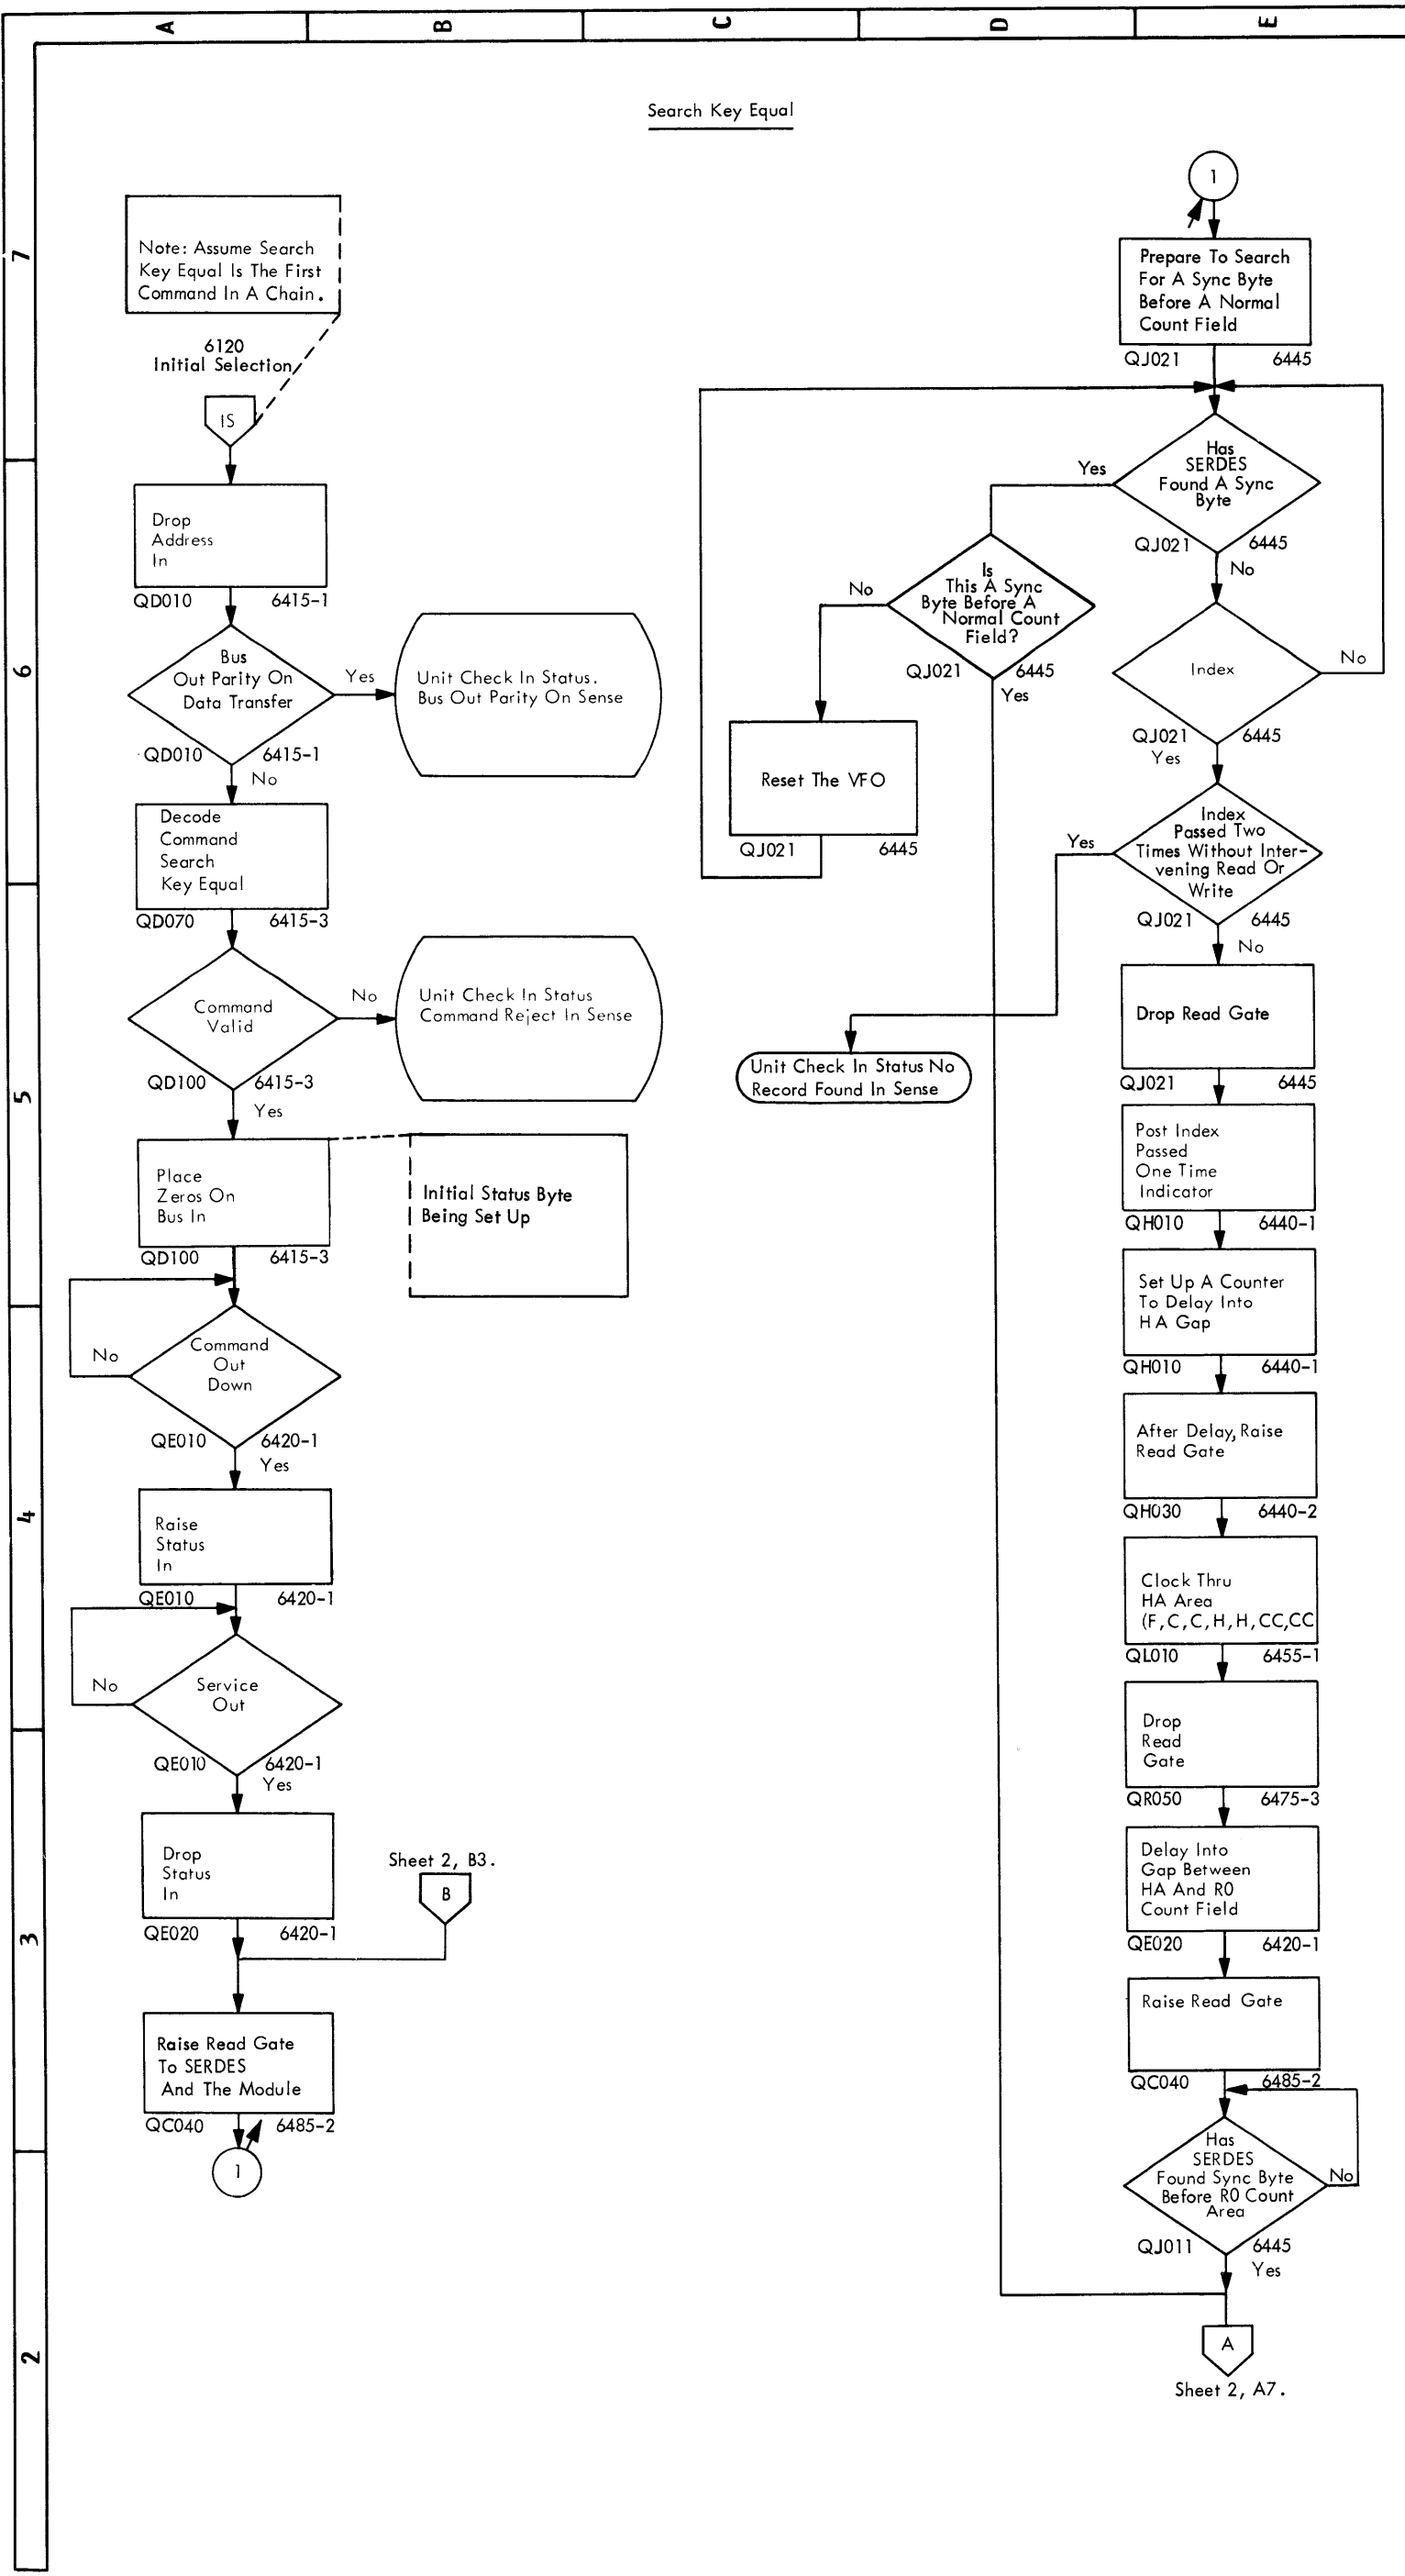 A
B
C
D
E
7
6
5
4
3
2
Search Key Equal
Note: Assume Search
Key Equal Is The First
Command In A Chain.
6120
Initial Selection
IS
Drop
Address
In
QD010 6415-1
Bus
Out Parity On
Data Transfer
Yes
QD010 6415-1
No
Unit Check In Status.
Bus Out Parity On Sense
Decode
Command
Search
Key Equal
QD070 6415-3
Command
Valid
No
QD100 6415-3
Yes
Unit Check In Status
Command Reject In Sense
Place
Zeros On
Bus In
QD100 6415-3
Initial Status Byte
Being Set Up
Command
Out
Down
No
QE010 6420-1
Yes
Raise
Status
In
QE010 6420-1
Service
Out
No
QE010 6420-1
Yes
Drop
Status
In
QE020 6420-1
Sheet 2, B3.
B
Raise Read Gate
To SERDES
And The Module
QC040 6485-2
1
1
Prepare To Search
For A Sync Byte
Before A Normal
Count Field
QJ021 6445
Has
SERDES
Found A Sync
Byte
Yes
QJ021 6445
No
Is
This A Sync
Byte Before A
Normal Count
Field?
No
QJ021 6445
Yes
Reset The VFO
QJ021 6445
Index
No
QJ021 6445
Yes
Index
Passed Two
Times Without Inter-
vening Read Or
Write
Yes
QJ021 6445
No
Unit Check In Status No
Record Found In Sense
Drop Read Gate
QJ021 6445
Post Index
Passed
One Time
Indicator
QH010 6440-1
Set Up A Counter
To Delay Into
HA Gap
QH010 6440-1
After Delay, Raise
Read Gate
QH030 6440-2
Clock Thru
HA Area
(F,C,C,H,H,CC,CC
QL010 6455-1
Drop
Read
Gate
QR050 6475-3
Delay Into
Gap Between
HA And R0
Count Field
QE020 6420-1
Raise Read Gate
QC040 6485-2
Has
SERDES
Found Sync Byte
Before R0 Count
Area
No
QJ011 6445
Yes
A
Sheet 2, A7.